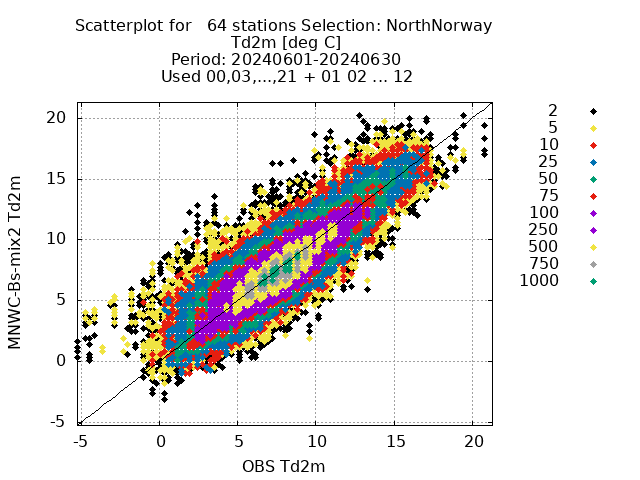 Scatterplot for   64 stations Selection: NorthNorway
Td2m [deg C]
Period: 20240601-20240630
Used 00,03,...,21 + 01 02 ... 12
2
5
10
25
50
75
100
250
500
750
1000
MNWC-Bs-mix2 Td2m
20
15
10
5
0
-5
-5 0 5 10 15 20
OBS Td2m